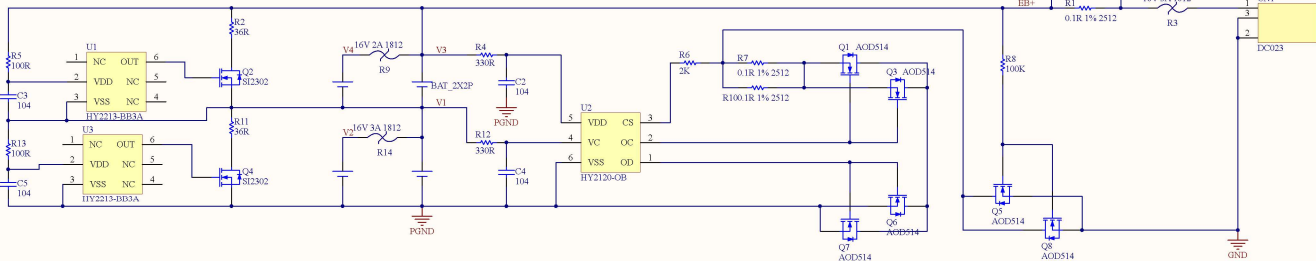 EB+
R1
0.1R 1% 2512
R3
1
3
2
DC023
R2
36R
R5
100R
U1
1
NC
OUT
6
2
VDD
NC
5
3
VSS
NC
4
HY2213-BB3A
Q2
SI2302
C3
104
V4
16V 2A 1812
R9
V3
R4
330R
C2
104
PGND
BAT_2X2P
V1
R6
2K
R7
0.1R 1% 2512
R10
0.1R 1% 2512
Q1
AOD514
Q3
AOD514
R8
100K
U3
1
NC
OUT
6
2
VDD
NC
5
3
VSS
NC
4
HY2213-BB3A
R13
100R
C5
104
R11
36R
Q4
SI2302
V2
16V 3A 1812
R14
R12
330R
C4
104
PGND
U2
5
VDD
CS
3
4
VC
OC
2
6
VSS
OD
1
HY2120-OB
Q6
AOD514
Q7
AOD514
Q5
AOD514
Q8
AOD514
GND